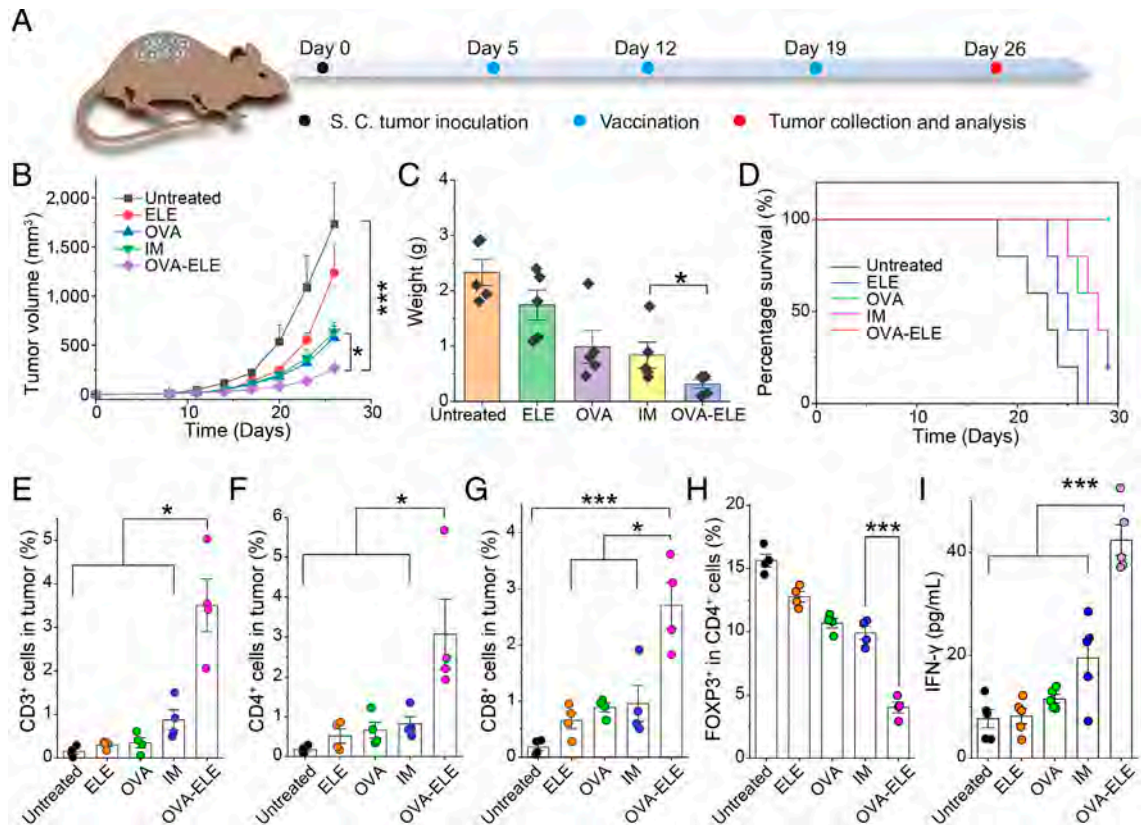 A
Day 0 Day 5 Day 12 Day 19 Day 26
S. C. tumor inoculation Vaccination Tumor collection and analysis
B
Tumor volume (mm³)
2,000
1,500
1,000
500
0
Untreated
ELE
OVA
IM
OVA-ELE
***
*
0 10 20 30
Time (Days)
C
Weight (g)
4
3
2
1
0
*
Untreated ELE OVA IM OVA-ELE
D
Percentage survival (%)
100
50
0
Untreated
ELE
OVA
IM
OVA-ELE
0 10 20 30
Time (Days)
E
CD3⁺ cells in tumor (%)
5
4
3
2
1
0
*
Untreated ELE OVA IM OVA-ELE
F
CD4⁺ cells in tumor (%)
6
5
4
3
2
1
0
*
Untreated ELE OVA IM OVA-ELE
G
CD8⁺ cells in tumor (%)
4
3
2
1
0
***
*
Untreated ELE OVA IM OVA-ELE
H
FOXP3⁺ in CD4⁺ cells (%)
20
15
10
5
0
***
Untreated ELE OVA IM OVA-ELE
I
IFN-γ (pg/mL)
40
20
0
***
Untreated ELE OVA IM OVA-ELE